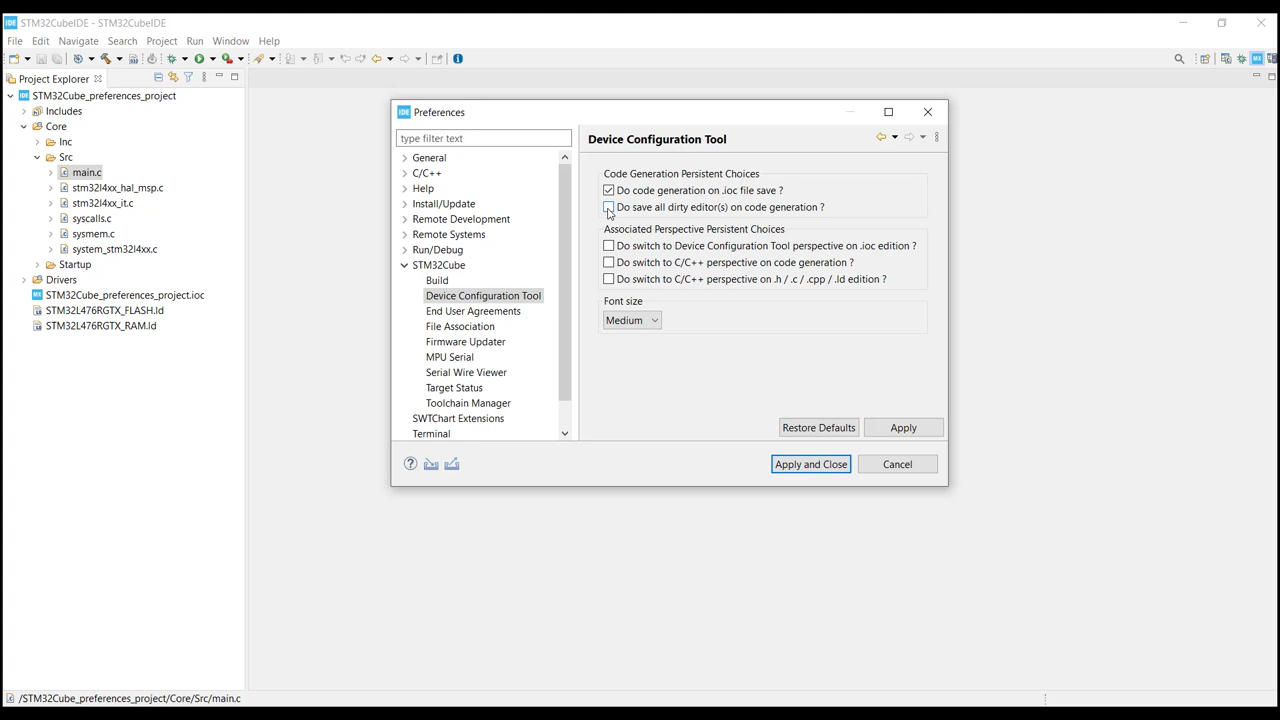 IDE STM32CubeIDE - STM32CubeIDE
File Edit Navigate Search Project Run Window Help
Project Explorer
IDE STM32Cube_preferences_project
Includes
Core
Inc
Src
main.c
stm32l4xx_hal_msp.c
stm32l4xx_it.c
syscalls.c
sysmem.c
system_stm32l4xx.c
Startup
Drivers
MX STM32Cube_preferences_project.ioc
STM32L476RGTX_FLASH.ld
STM32L476RGTX_RAM.ld
IDE Preferences
type filter text
General
C/C++
Help
Install/Update
Remote Development
Remote Systems
Run/Debug
STM32Cube
Build
Device Configuration Tool
End User Agreements
File Association
Firmware Updater
MPU Serial
Serial Wire Viewer
Target Status
Toolchain Manager
SWTChart Extensions
Terminal
Device Configuration Tool
Code Generation Persistent Choices
Do code generation on .ioc file save ?
Do save all dirty editor(s) on code generation ?
Associated Perspective Persistent Choices
Do switch to Device Configuration Tool perspective on .ioc edition ?
Do switch to C/C++ perspective on code generation ?
Do switch to C/C++ perspective on .h / .c / .cpp / .ld edition ?
Font size
Medium
Restore Defaults Apply
Apply and Close Cancel
MX
/STM32Cube_preferences_project/Core/Src/main.c